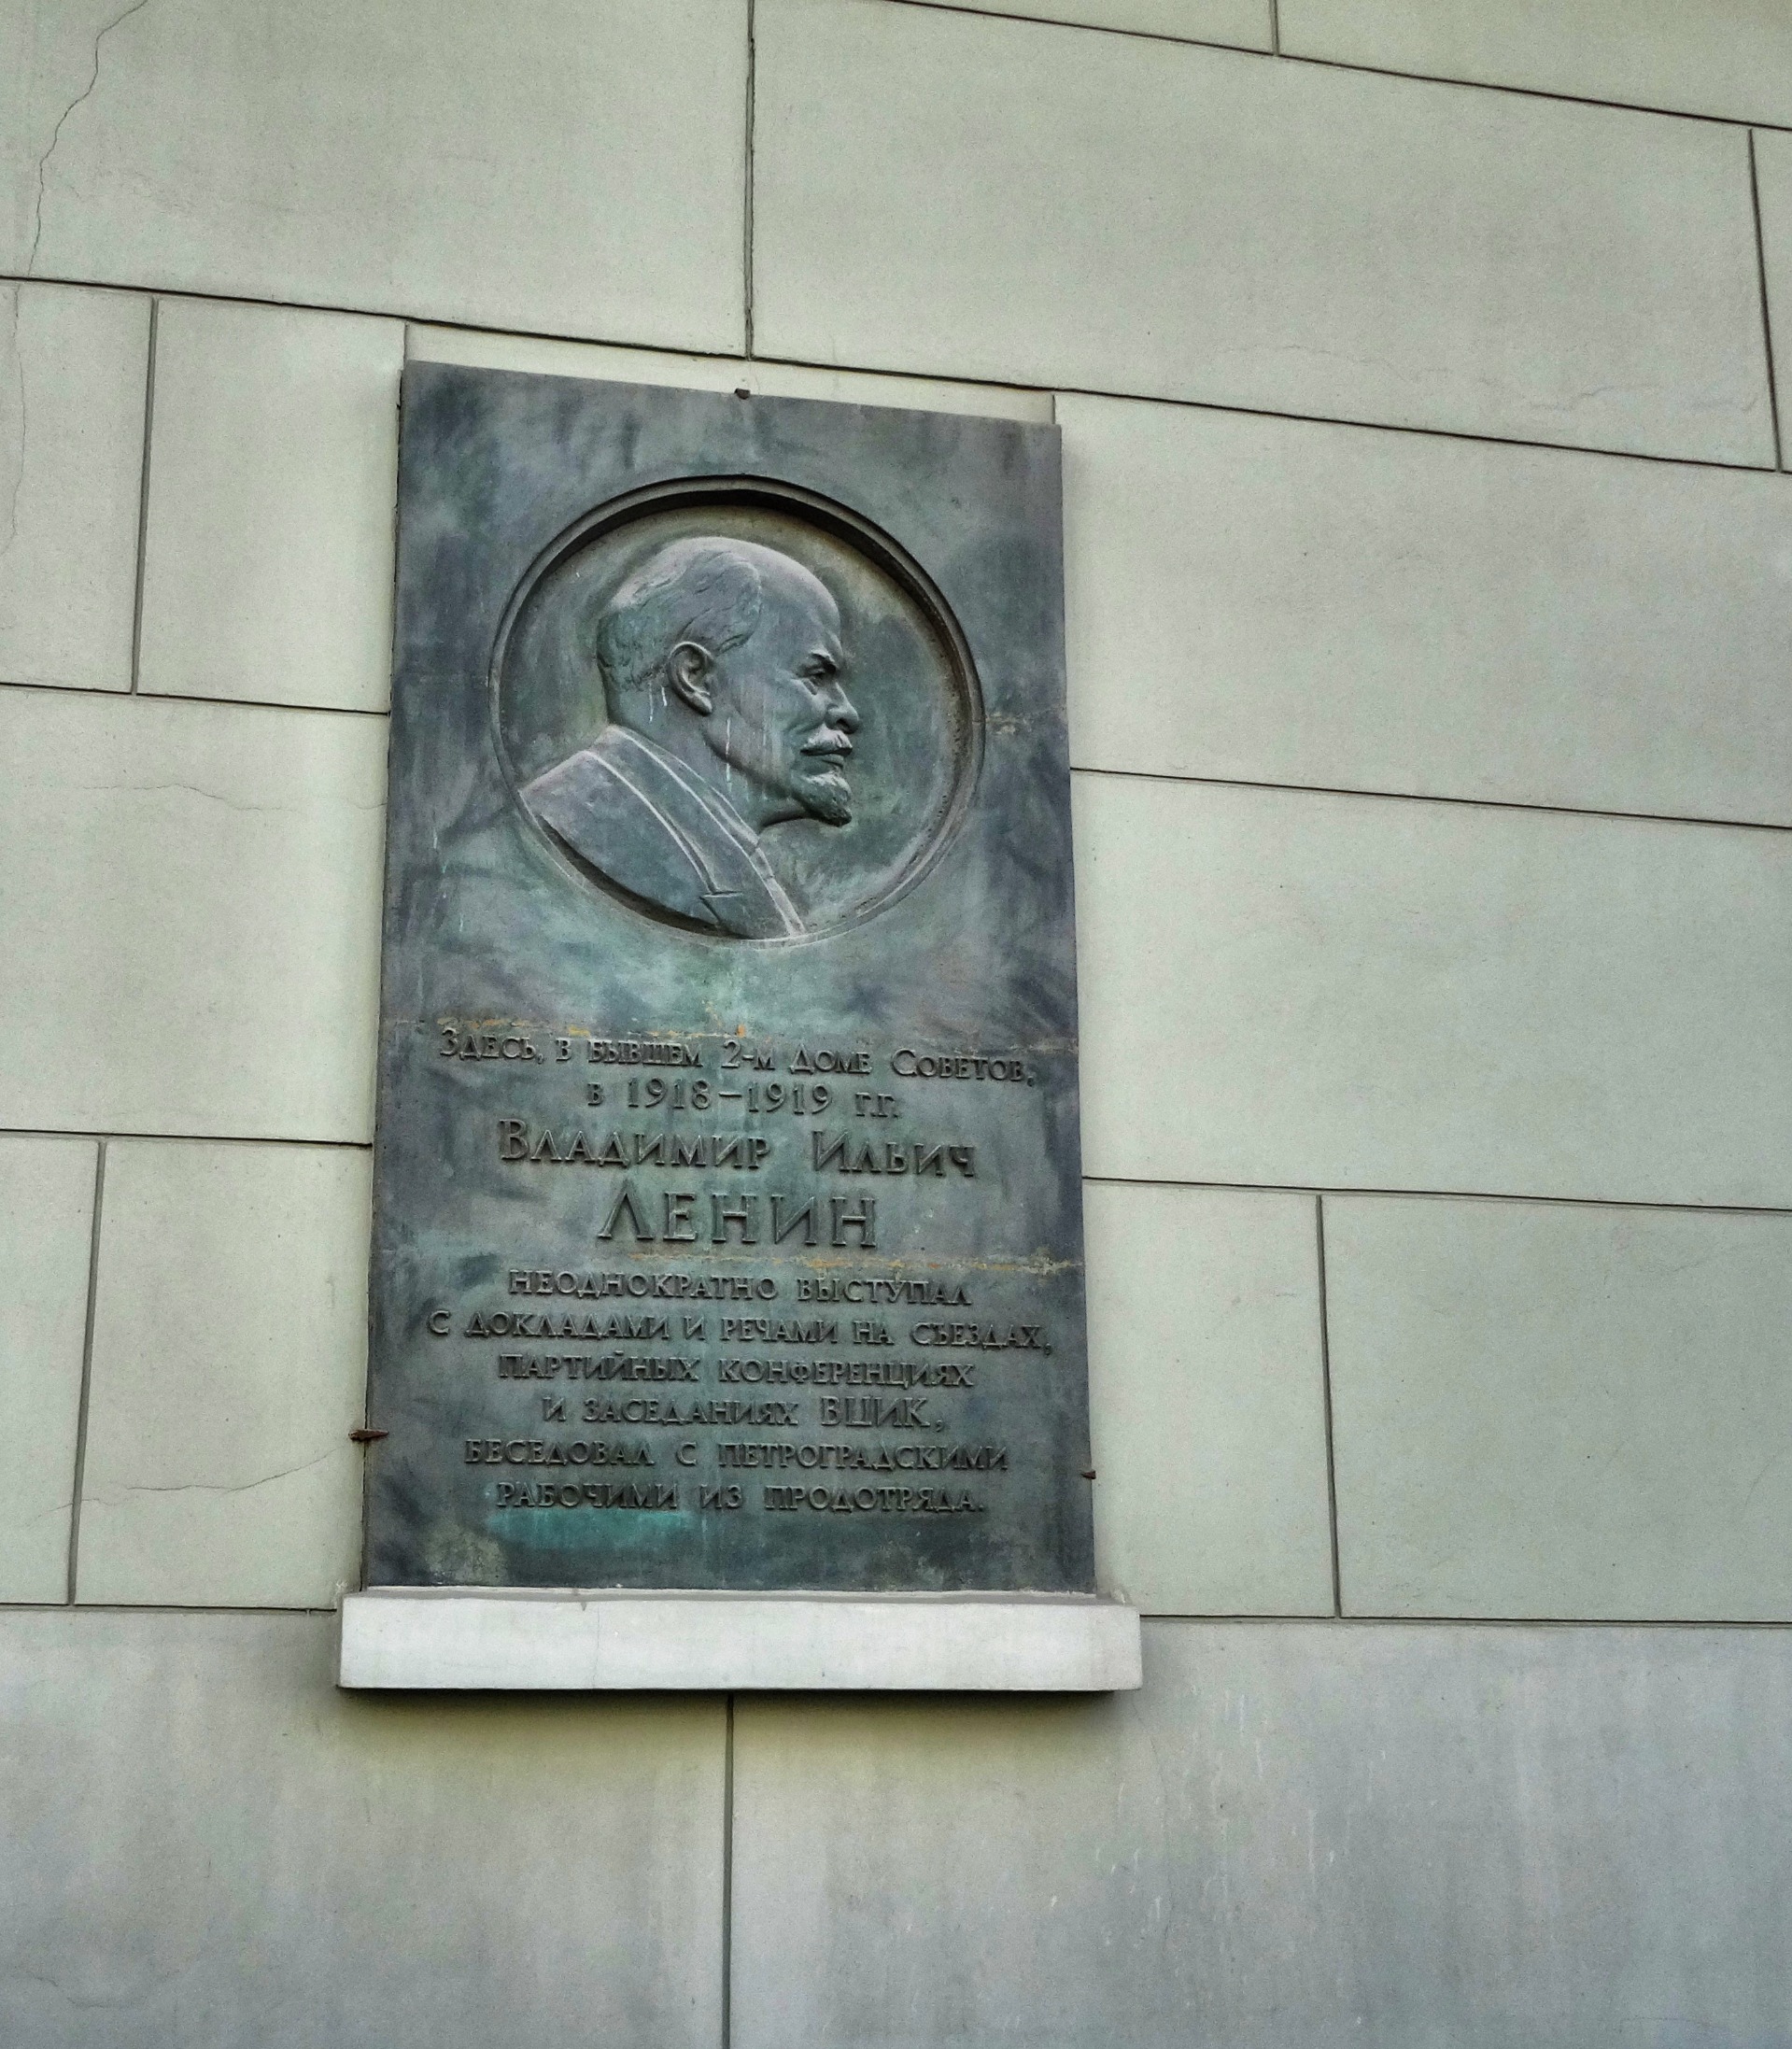 Здесь, в бывшем 2-м Доме Советов,
в 1918–1919 г.г.
Владимир Ильич
ЛЕНИН
неоднократно выступал
с докладами и речами на съездах,
партийных конференциях
и заседаниях ВЦИК,
беседовал с петроградскими
рабочими из продотряда.